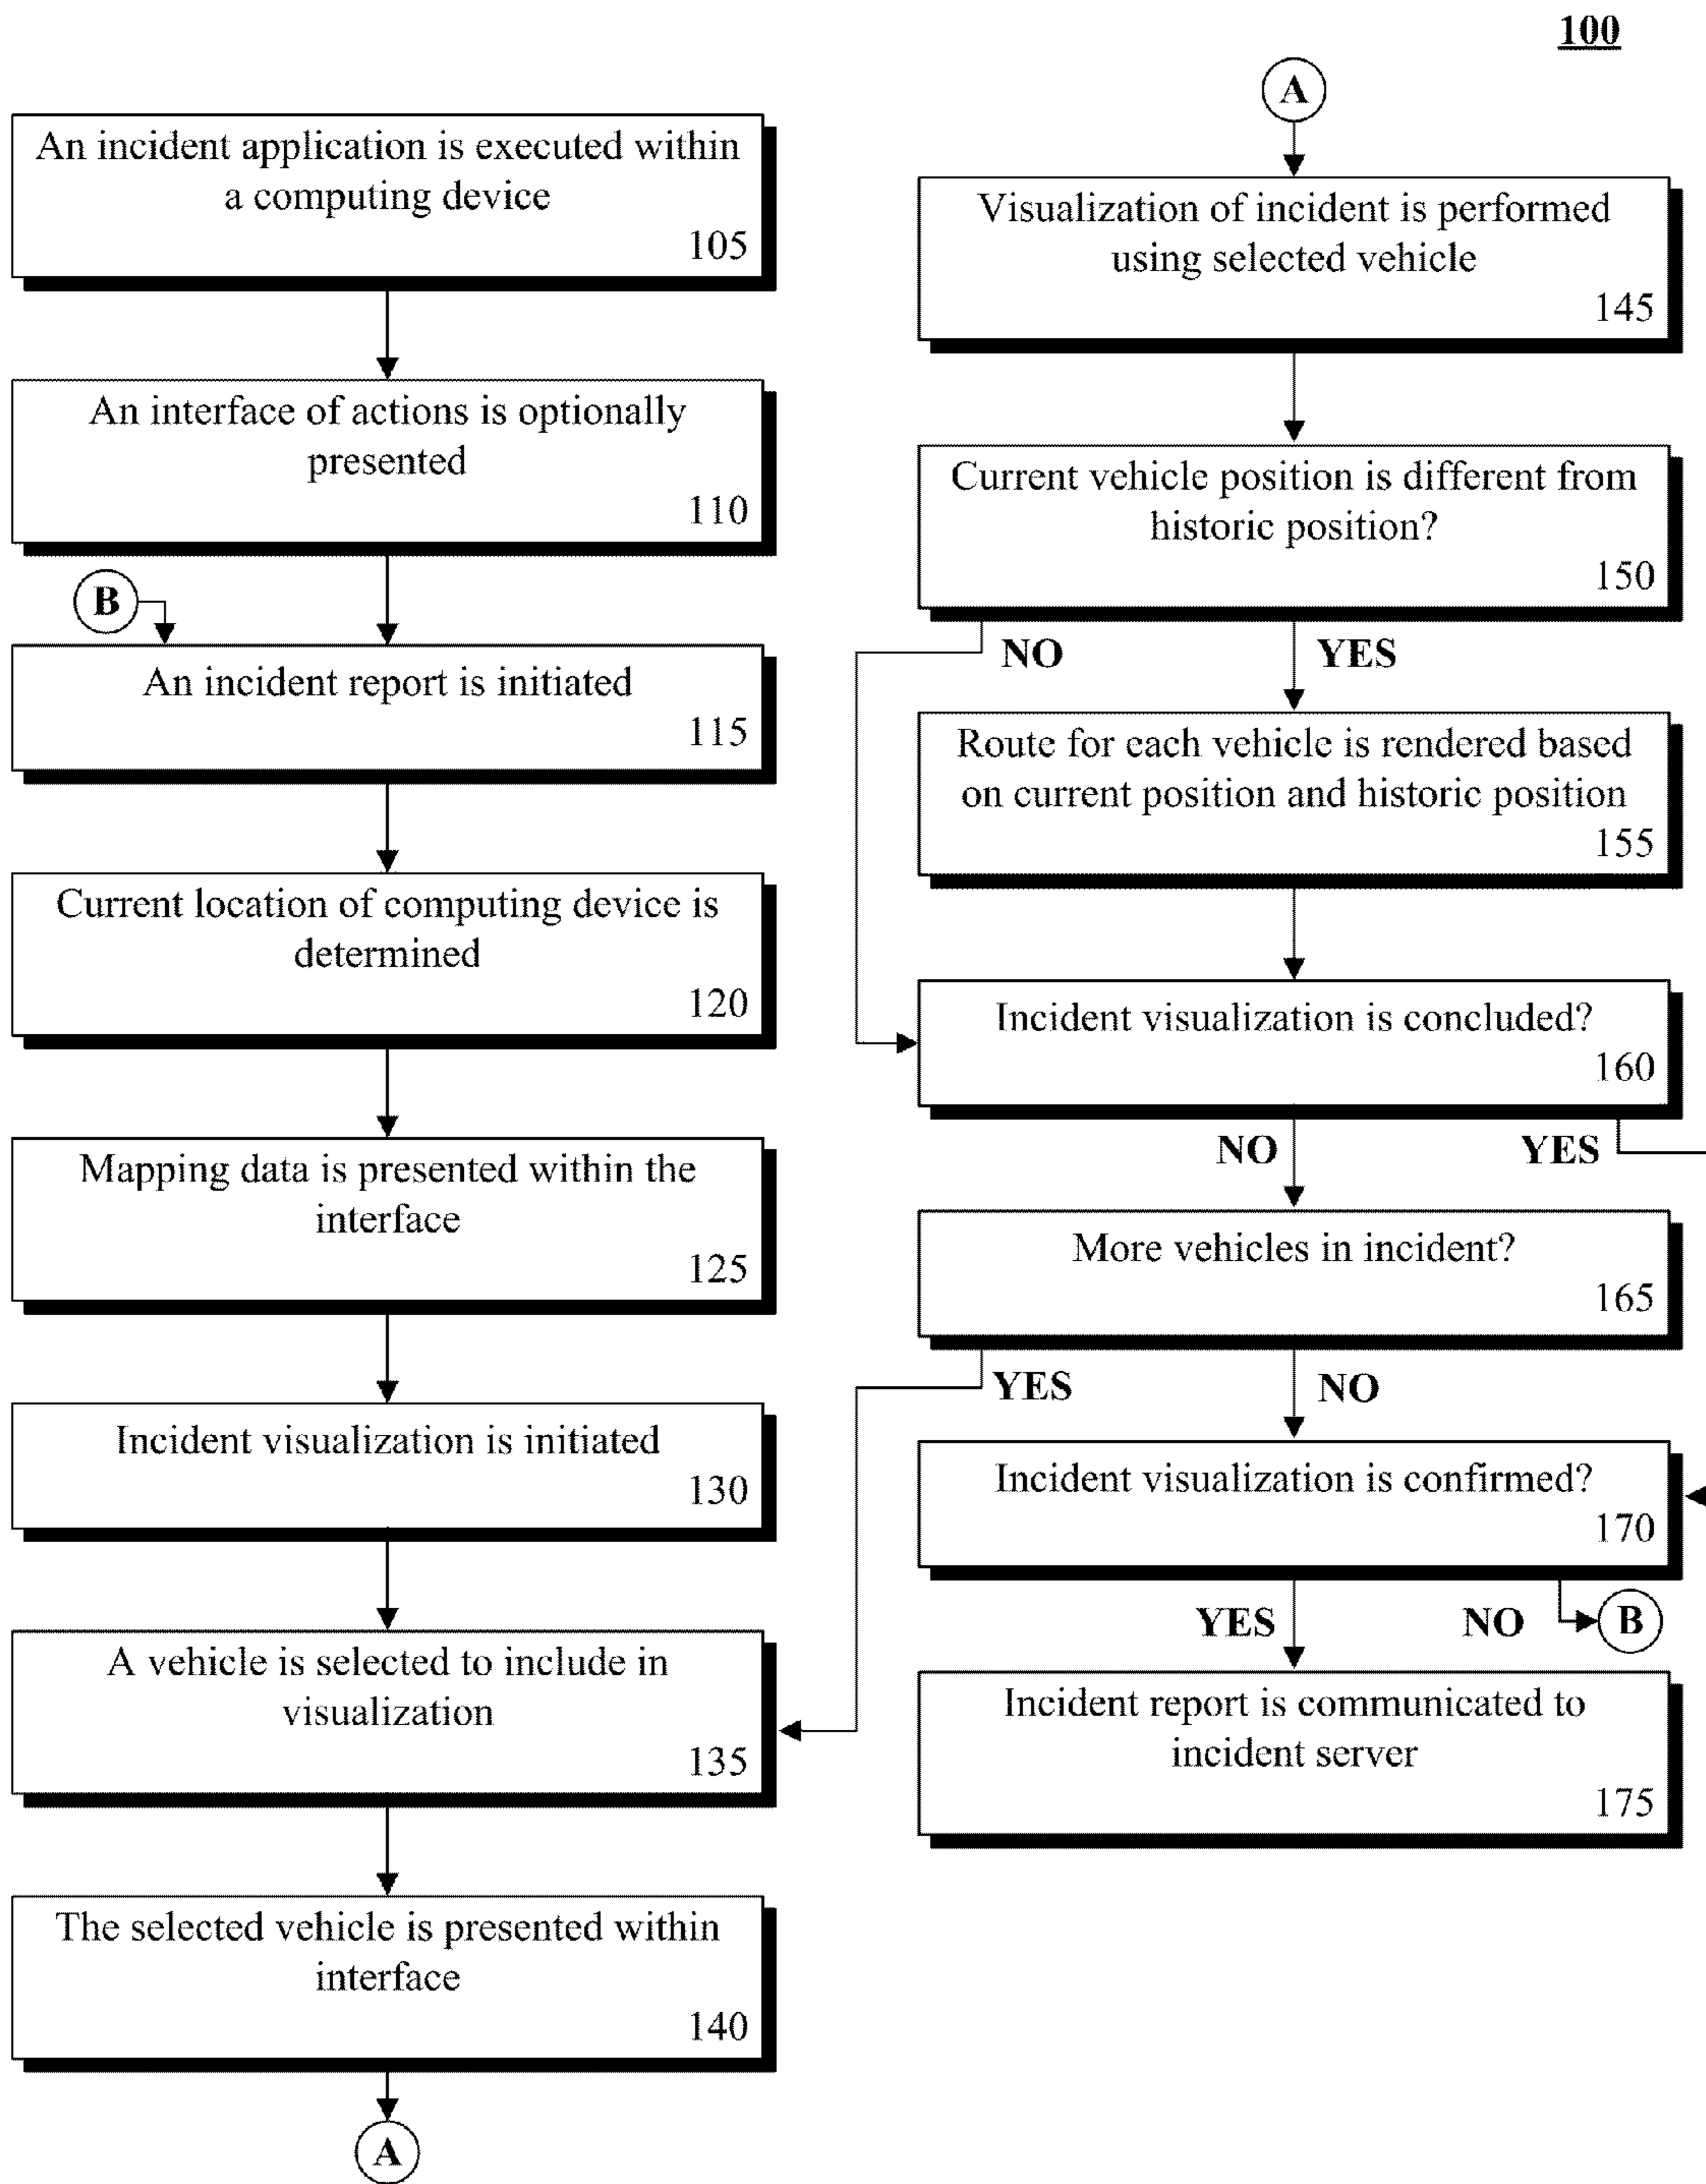 100
An incident application is executed within
a computing device
105
An interface of actions is optionally
presented
110
B
An incident report is initiated
115
Current location of computing device is
determined
120
Mapping data is presented within the
interface
125
Incident visualization is initiated
130
A vehicle is selected to include in
visualization
135
The selected vehicle is presented within
interface
140
A
A
Visualization of incident is performed
using selected vehicle
145
Current vehicle position is different from
historic position?
150
NO
YES
Route for each vehicle is rendered based
on current position and historic position
155
Incident visualization is concluded?
160
NO
YES
More vehicles in incident?
165
YES
NO
Incident visualization is confirmed?
170
YES
NO
B
Incident report is communicated to
incident server
175